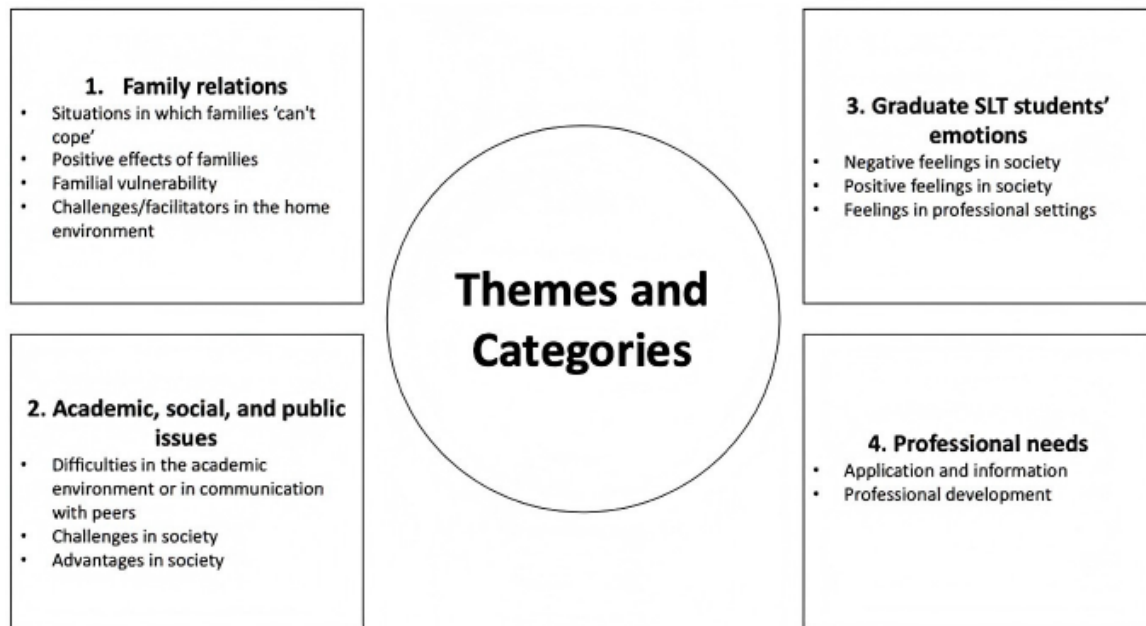 1. Family relations
• Situations in which families ‘can't
cope’
• Positive effects of families
• Familial vulnerability
• Challenges/facilitators in the home
environment
2. Academic, social, and public
issues
• Difficulties in the academic
environment or in communication
with peers
• Challenges in society
• Advantages in society
Themes and
Categories
3. Graduate SLT students’
emotions
• Negative feelings in society
• Positive feelings in society
• Feelings in professional settings
4. Professional needs
• Application and information
• Professional development